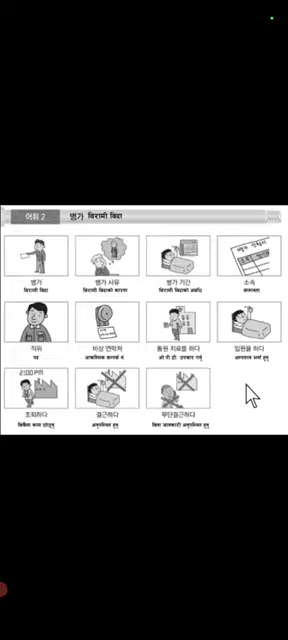 어휘 2 병가 बिरामी बिदा
병가 병가 사유 병가 기간 소속
बिरामी बिदा बिरामी बिदाको कारण बिरामी बिदाको अवधि
직위 비상 연락처 통원 치료를 하다 입원을 하다
पद आकस्मिक सम्पर्क नं. ओ.पी.डी. उपचार गर्नु अस्पताल भर्ना हुनु
2:00 PM
조퇴하다 결근하다 무단결근하다
अनुपस्थित हुनु बिना जानकारी अनुपस्थित हुनु